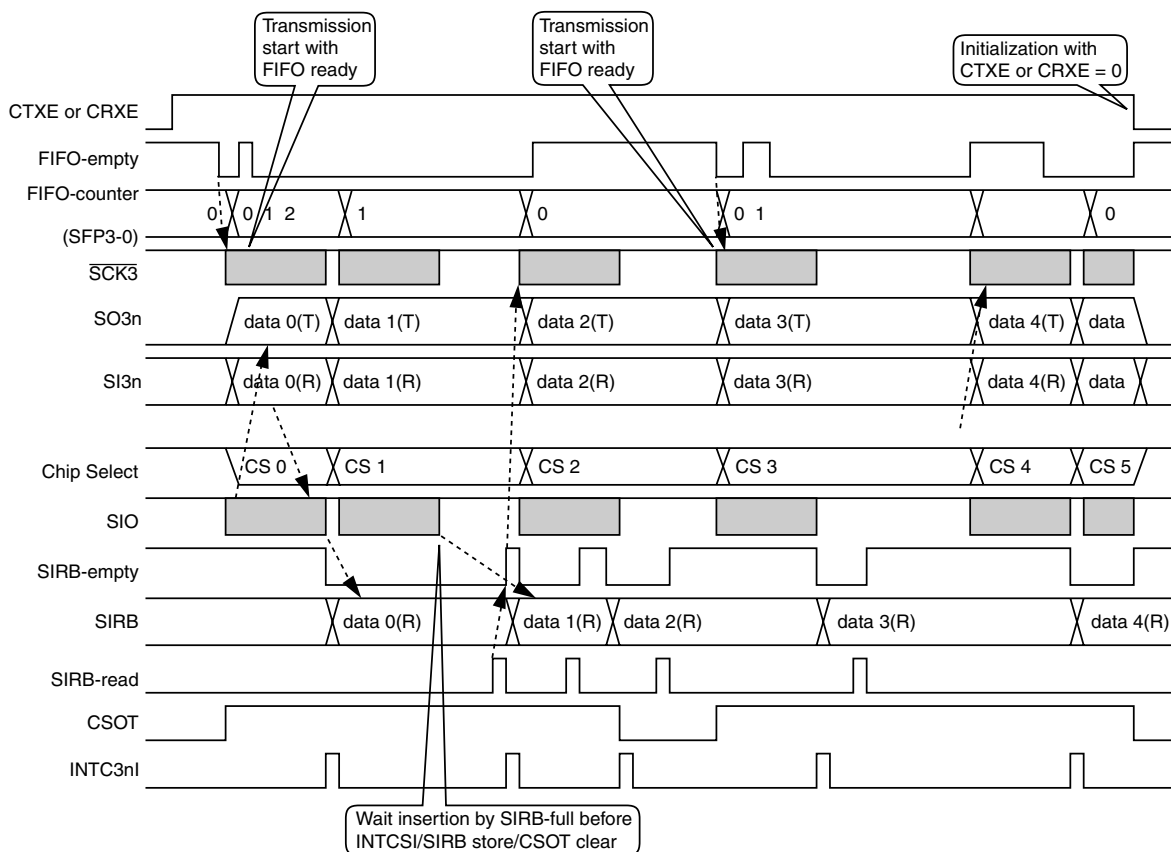 Transmission
start with
FIFO ready
Transmission
start with
FIFO ready
Initialization with
CTXE or CRXE = 0
CTXE or CRXE
FIFO-empty
FIFO-counter
(SFP3-0)
0 0 1 2 1 0 0 1 0
SCK3
SO3n data 0(T) data 1(T) data 2(T) data 3(T) data 4(T) data
SI3n data 0(R) data 1(R) data 2(R) data 3(R) data 4(R) data
Chip Select CS 0 CS 1 CS 2 CS 3 CS 4 CS 5
SIO
SIRB-empty
SIRB data 0(R) data 1(R) data 2(R) data 3(R) data 4(R)
SIRB-read
CSOT
INTC3nI
Wait insertion by SIRB-full before
INTCSI/SIRB store/CSOT clear